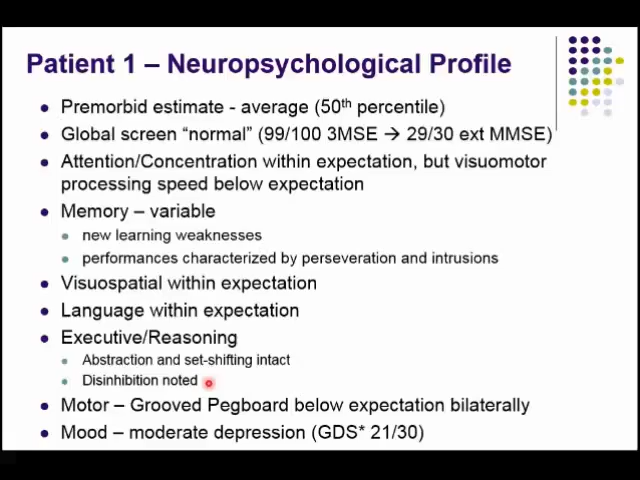 Patient 1 – Neuropsychological Profile
Premorbid estimate - average (50th percentile)
Global screen “normal” (99/100 3MSE → 29/30 ext MMSE)
Attention/Concentration within expectation, but visuomotor
processing speed below expectation
Memory – variable
new learning weaknesses
performances characterized by perseveration and intrusions
Visuospatial within expectation
Language within expectation
Executive/Reasoning
Abstraction and set-shifting intact
Disinhibition noted
Motor – Grooved Pegboard below expectation bilaterally
Mood – moderate depression (GDS* 21/30)